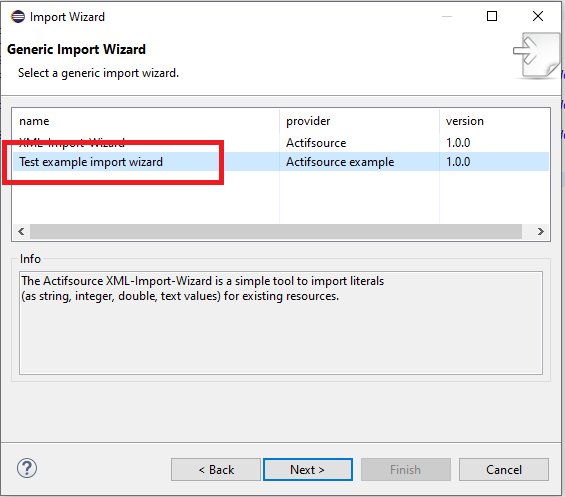 Import Wizard
Generic Import Wizard
Select a generic import wizard.
name provider version
XML-Import-Wizard Actifsource 1.0.0
Test example import wizard Actifsource example 1.0.0
Info
The Actifsource XML-Import-Wizard is a simple tool to import literals
(as string, integer, double, text values) for existing resources.
? < Back Next > Finish Cancel